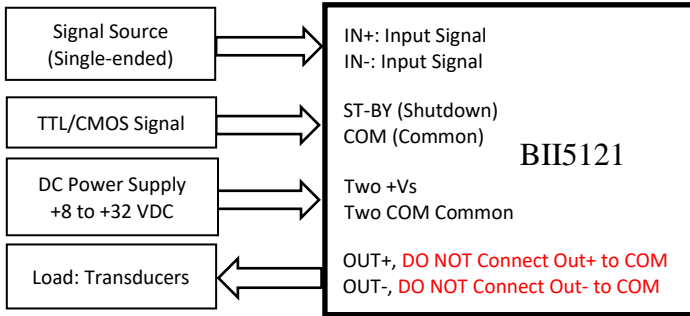 Signal Source
(Single-ended)
TTL/CMOS Signal
DC Power Supply
+8 to +32 VDC
Load: Transducers
IN+: Input Signal
IN-: Input Signal
ST-BY (Shutdown)
COM (Common)
BII5121
Two +Vs
Two COM Common
OUT+, DO NOT Connect Out+ to COM
OUT-, DO NOT Connect Out- to COM